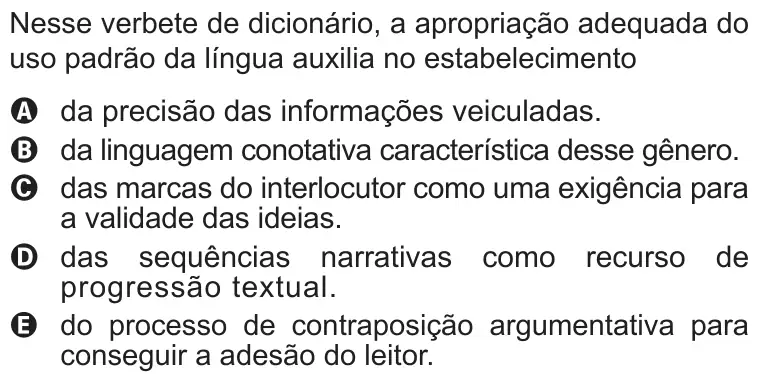 Nesse verbete de dicionário, a apropriação adequada do
uso padrão da língua auxilia no estabelecimento
A da precisão das informações veiculadas.
B da linguagem conotativa característica desse gênero.
C das marcas do interlocutor como uma exigência para
a validade das ideias.
D das sequências narrativas como recurso de
progressão textual.
E do processo de contraposição argumentativa para
conseguir a adesão do leitor.